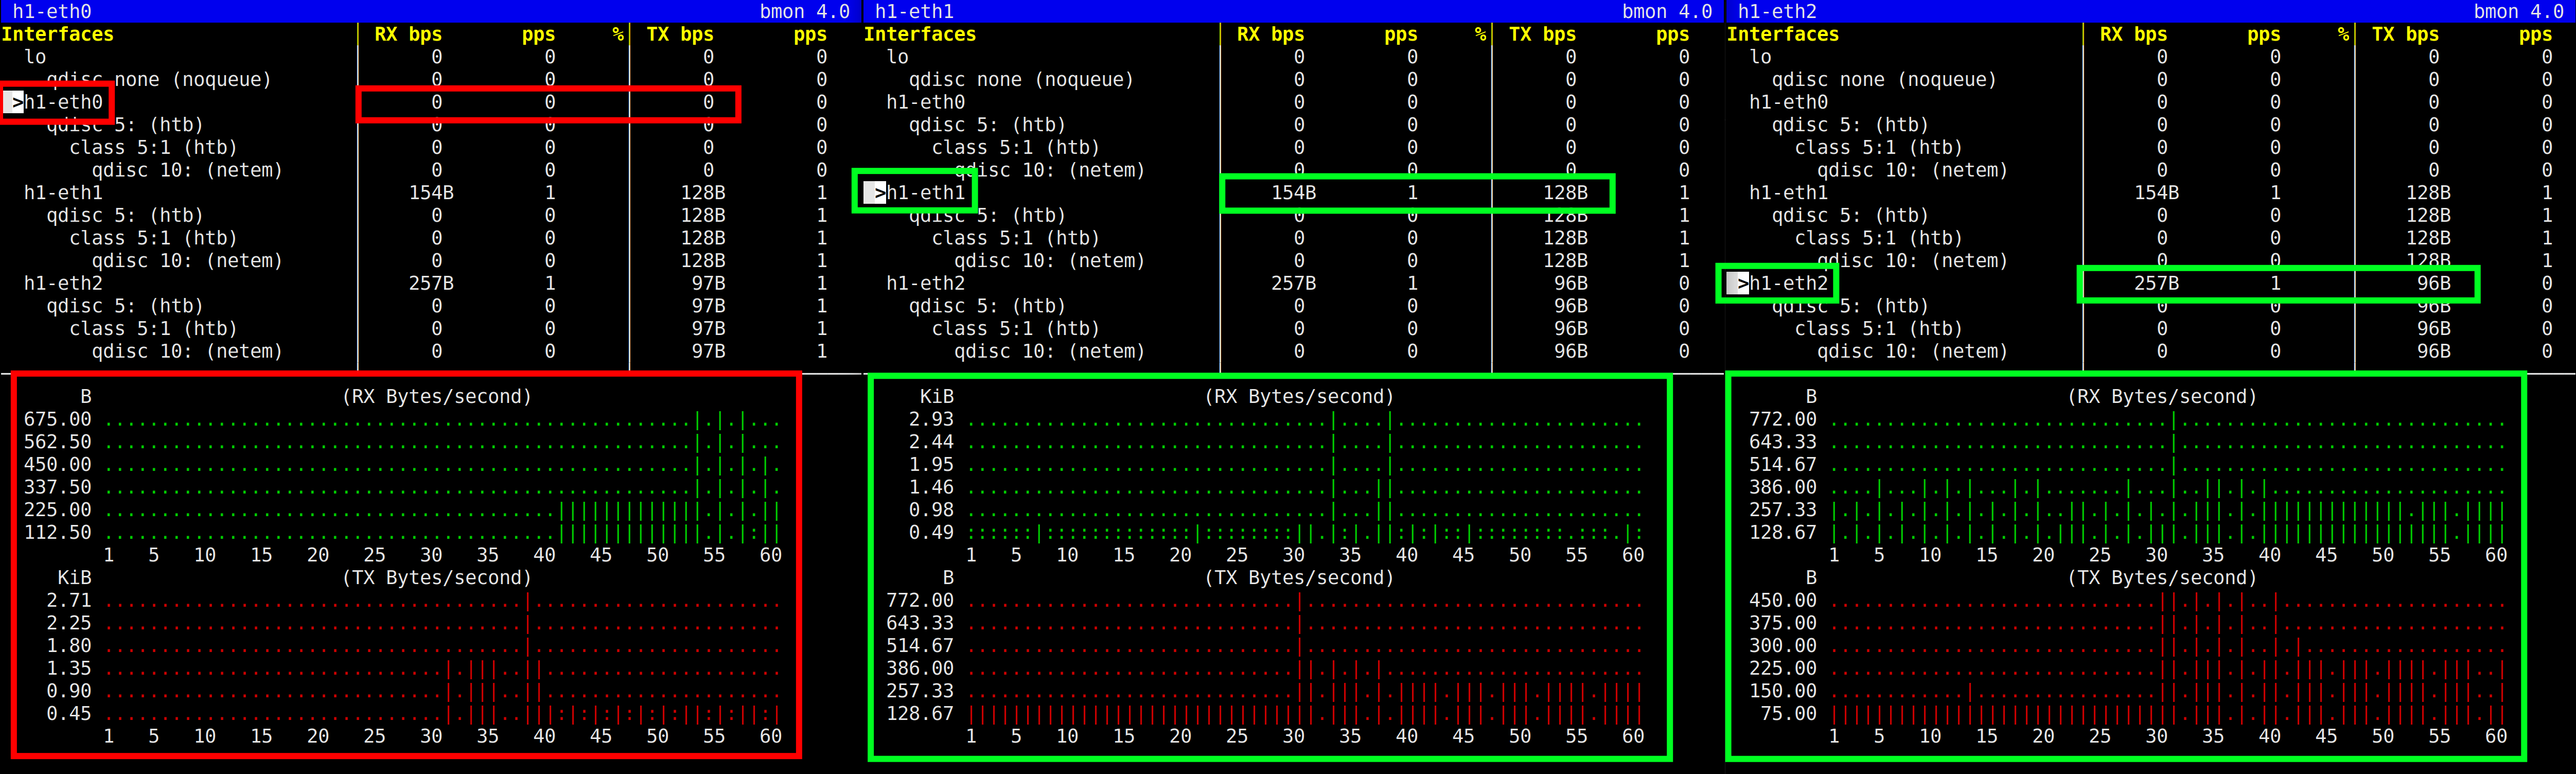 h1-eth0 bmon 4.0
Interfaces RX bps pps % TX bps pps
lo 0 0 0 0
qdisc none (noqueue) 0 0 0 0
>h1-eth0 0 0 0 0
qdisc 5: (htb) 0 0 0 0
class 5:1 (htb) 0 0 0 0
qdisc 10: (netem) 0 0 0 0
h1-eth1 154B 1 128B 1
qdisc 5: (htb) 0 0 128B 1
class 5:1 (htb) 0 0 128B 1
qdisc 10: (netem) 0 0 128B 1
h1-eth2 257B 1 97B 1
qdisc 5: (htb) 0 0 97B 1
class 5:1 (htb) 0 0 97B 1
qdisc 10: (netem) 0 0 97B 1
B (RX Bytes/second)
675.00
562.50
450.00
337.50
225.00
112.50
1 5 10 15 20 25 30 35 40 45 50 55 60
KiB (TX Bytes/second)
2.71
2.25
1.80
1.35
0.90
0.45
1 5 10 15 20 25 30 35 40 45 50 55 60
h1-eth1 bmon 4.0
Interfaces RX bps pps % TX bps pps
lo 0 0 0 0
qdisc none (noqueue) 0 0 0 0
h1-eth0 0 0 0 0
qdisc 5: (htb) 0 0 0 0
class 5:1 (htb) 0 0 0 0
qdisc 10: (netem) 0 0 0 0
>h1-eth1 154B 1 128B 1
qdisc 5: (htb) 0 0 128B 1
class 5:1 (htb) 0 0 128B 1
qdisc 10: (netem) 0 0 128B 1
h1-eth2 257B 1 96B 0
qdisc 5: (htb) 0 0 96B 0
class 5:1 (htb) 0 0 96B 0
qdisc 10: (netem) 0 0 96B 0
KiB (RX Bytes/second)
2.93
2.44
1.95
1.46
0.98
0.49
1 5 10 15 20 25 30 35 40 45 50 55 60
B (TX Bytes/second)
772.00
643.33
514.67
386.00
257.33
128.67
1 5 10 15 20 25 30 35 40 45 50 55 60
h1-eth2 bmon 4.0
Interfaces RX bps pps % TX bps pps
lo 0 0 0 0
qdisc none (noqueue) 0 0 0 0
h1-eth0 0 0 0 0
qdisc 5: (htb) 0 0 0 0
class 5:1 (htb) 0 0 0 0
qdisc 10: (netem) 0 0 0 0
h1-eth1 154B 1 128B 1
qdisc 5: (htb) 0 0 128B 1
class 5:1 (htb) 0 0 128B 1
qdisc 10: (netem) 0 0 128B 1
>h1-eth2 257B 1 96B 0
qdisc 5: (htb) 0 0 96B 0
class 5:1 (htb) 0 0 96B 0
qdisc 10: (netem) 0 0 96B 0
B (RX Bytes/second)
772.00
643.33
514.67
386.00
257.33
128.67
1 5 10 15 20 25 30 35 40 45 50 55 60
B (TX Bytes/second)
450.00
375.00
300.00
225.00
150.00
75.00
1 5 10 15 20 25 30 35 40 45 50 55 60